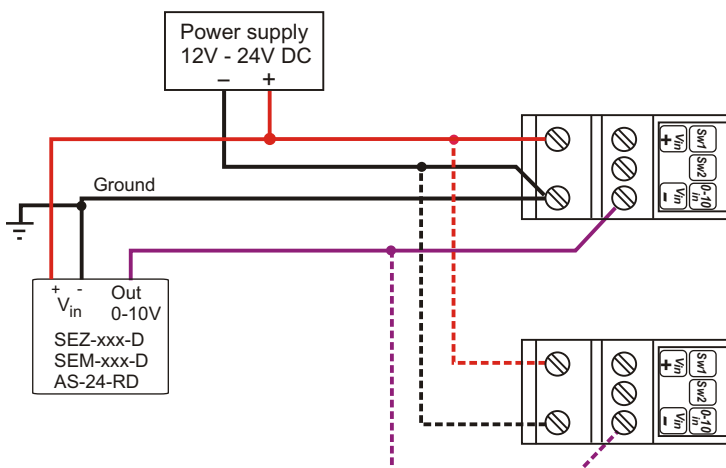 Power supply
12V - 24V DC
– +
Ground
+ -
Vin
Out
0-10V
SEZ-xxx-D
SEM-xxx-D
AS-24-RD
+ Vin
Sw1
Sw2
– Vin
0-10 in
+ Vin
Sw1
Sw2
– Vin
0-10 in